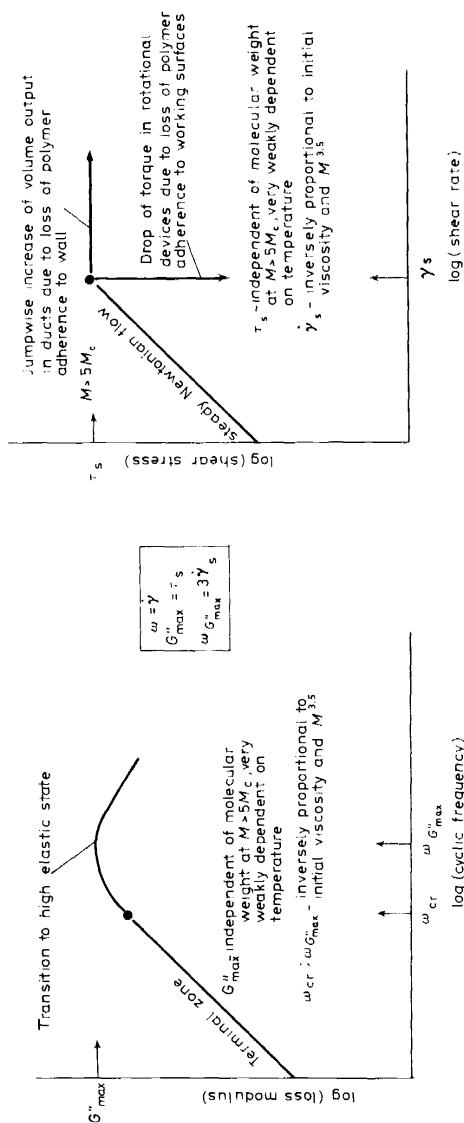 Transition to high elastic state
G"max
log (loss modulus)
Terminal zone
G"max – independent of molecular
weight at M > 5Mc, very
weakly dependent on
temperature
ωcr ; ωG"max – inversely proportional to
initial viscosity and M^3.5
ωcr
ωG"max
log (cyclic frequency)
ω = γ̇
G"max = τs
ωG"max = 3γ̇s
Jumpwise increase of volume output
in ducts due to loss of polymer
adherence to wall
M > 5Mc
τs
log (shear stress)
steady Newtonian flow
Drop of torque in rotational
devices due to loss of polymer
adherence to working surfaces
τs – independent of molecular weight
at M > 5Mc, very weakly dependent
on temperature
γ̇s – inversely proportional to initial
viscosity and M^3.5
γ̇s
log (shear rate)